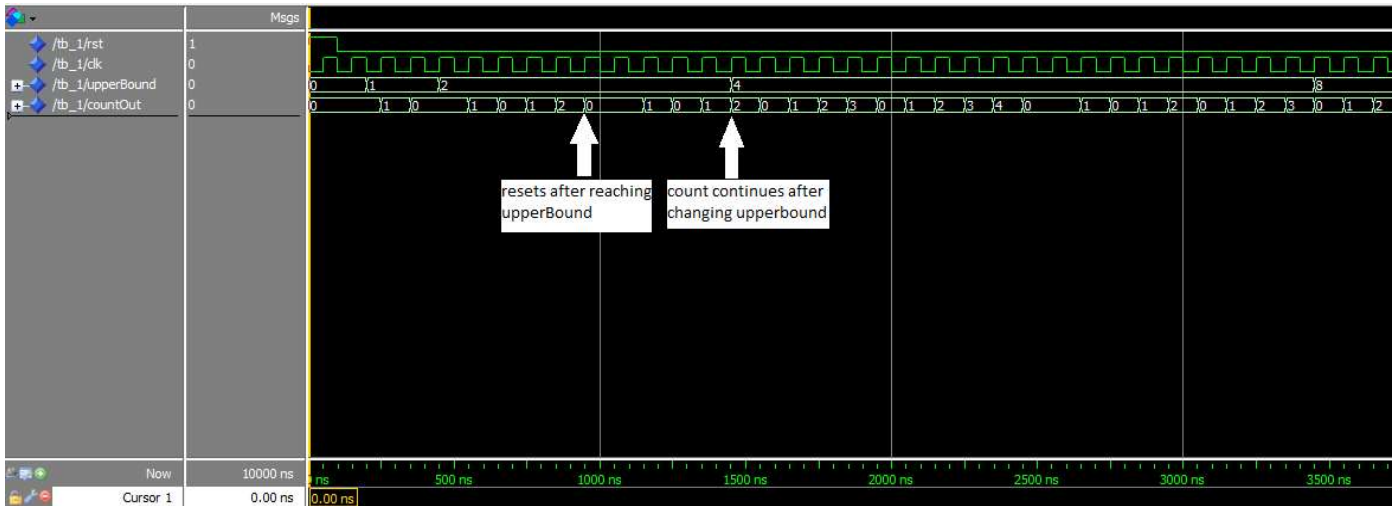 Msgs
/tb_1/rst 1
/tb_1/clk 0
/tb_1/upperBound 0 0 1 2 4 8
/tb_1/countOut 0 0 1 0 1 0 1 2 0 1 0 1 2 0 1 2 3 0 1 2 3 4 0 1 0 1 2 0 1 2 3 0 1 2
resets after reaching
upperBound
count continues after
changing upperbound
Now 10000 ns ns 500 ns 1000 ns 1500 ns 2000 ns 2500 ns 3000 ns 3500 ns
Cursor 1 0.00 ns 0.00 ns